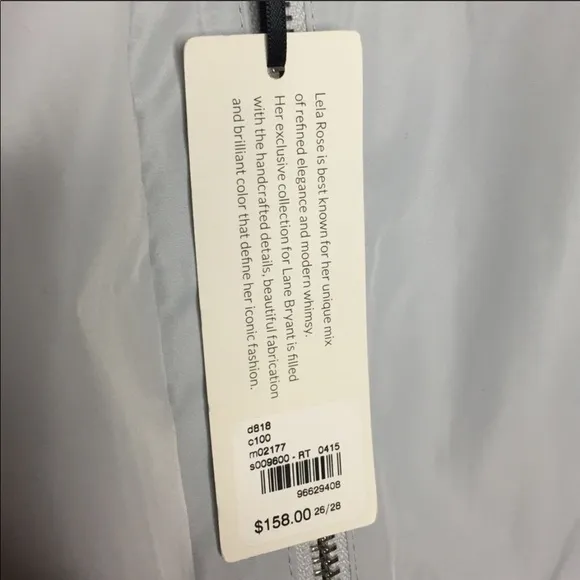 Lela Rose is best known for her unique mix
of refined elegance and modern whimsy.
Her exclusive collection for Lane Bryant is filled
with the handcrafted details, beautiful fabrication
and brilliant color that define her iconic fashion.
d818
c100
m02177
s009600 - RT 0415
96629408
$158.00 26/28